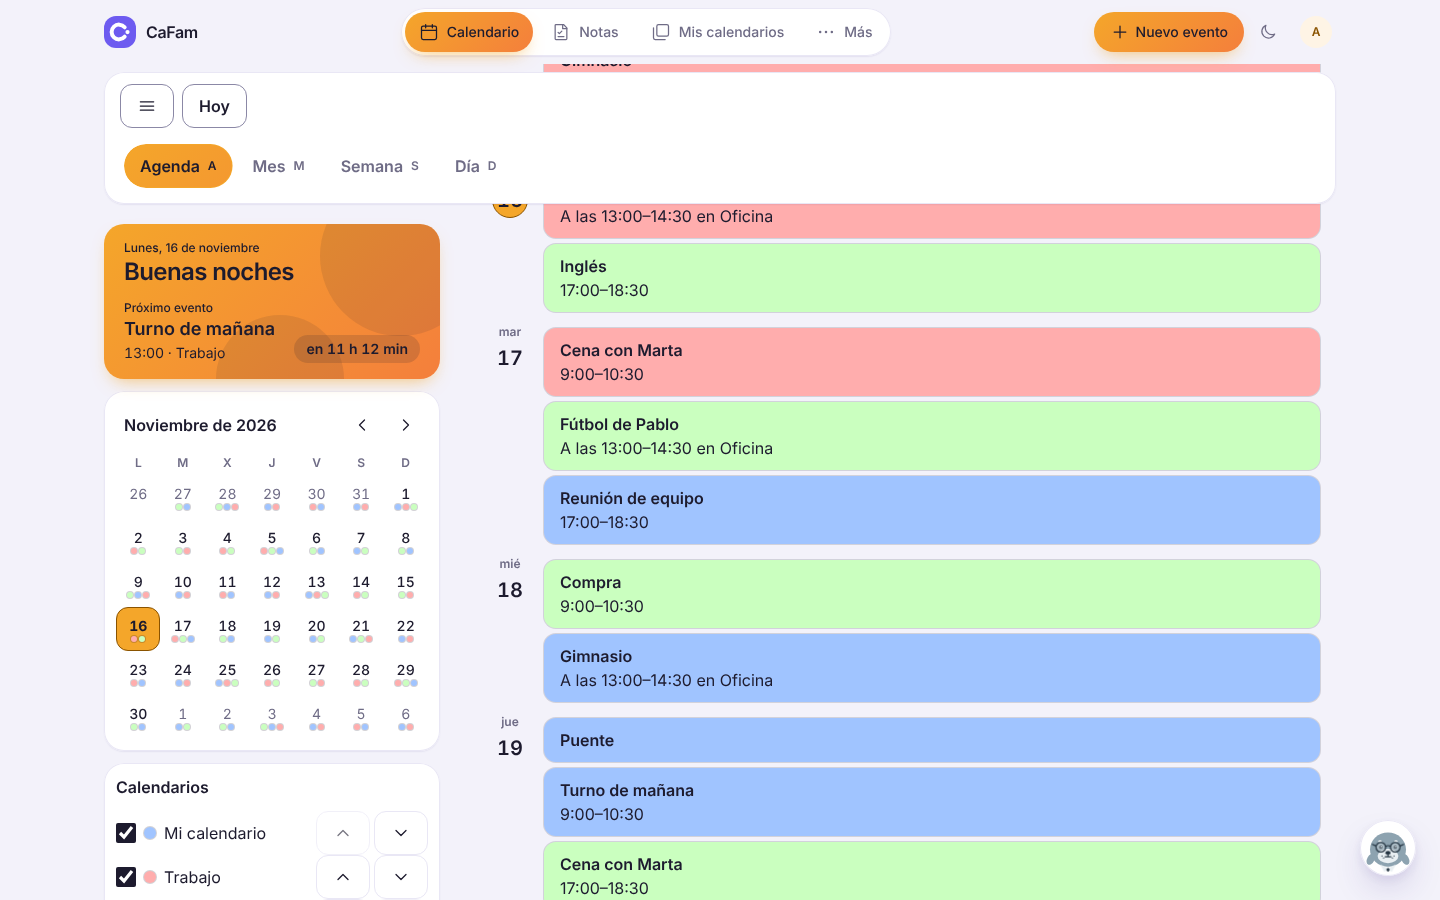 CaFam
Calendario
Notas
Mis calendarios
Más
Nuevo evento
A
Hoy
Agenda A
Mes M
Semana S
Día D
Lunes, 16 de noviembre
Buenas noches
Próximo evento
Turno de mañana
13:00 · Trabajo
en 11 h 12 min
Noviembre de 2026
L M X J V S D
26 27 28 29 30 31 1
2 3 4 5 6 7 8
9 10 11 12 13 14 15
16 17 18 19 20 21 22
23 24 25 26 27 28 29
30 1 2 3 4 5 6
Calendarios
Mi calendario
Trabajo
A las 13:00–14:30 en Oficina
Inglés
17:00–18:30
mar
17
Cena con Marta
9:00–10:30
Fútbol de Pablo
A las 13:00–14:30 en Oficina
Reunión de equipo
17:00–18:30
mié
18
Compra
9:00–10:30
Gimnasio
A las 13:00–14:30 en Oficina
jue
19
Puente
Turno de mañana
9:00–10:30
Cena con Marta
17:00–18:30